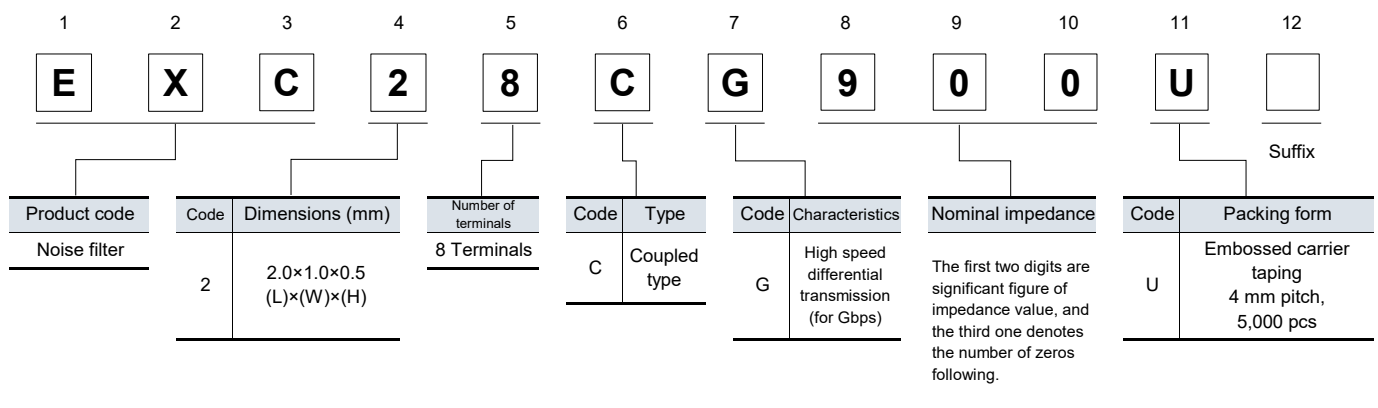 1 2 3 4 5 6 7 8 9 10 11 12
E X C 2 8 C G 9 0 0 U
Suffix
Product code
Noise filter
Code Dimensions (mm)
2
2.0×1.0×0.5
(L)×(W)×(H)
Number of
terminals
8 Terminals
Code Type
C
Coupled
type
Code Characteristics
G
High speed
differential
transmission
(for Gbps)
Nominal impedance
The first two digits are
significant figure of
impedance value, and
the third one denotes
the number of zeros
following.
Code Packing form
U
Embossed carrier
taping
4 mm pitch,
5,000 pcs